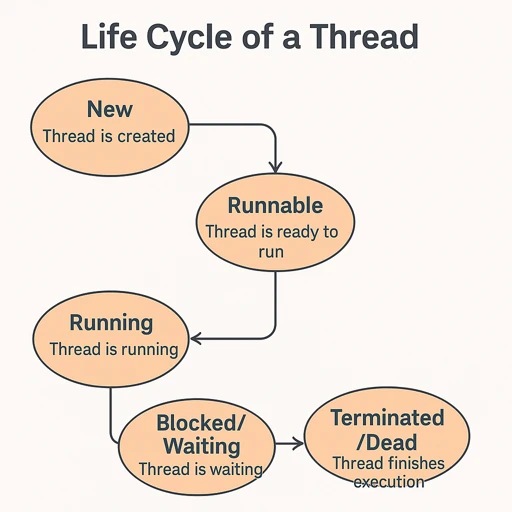 Life Cycle of a Thread
New
Thread is created
Runnable
Thread is ready to
run
Running
Thread is running
Blocked/
Waiting
Thread is waiting
Terminated
/Dead
Thread finishes
execution